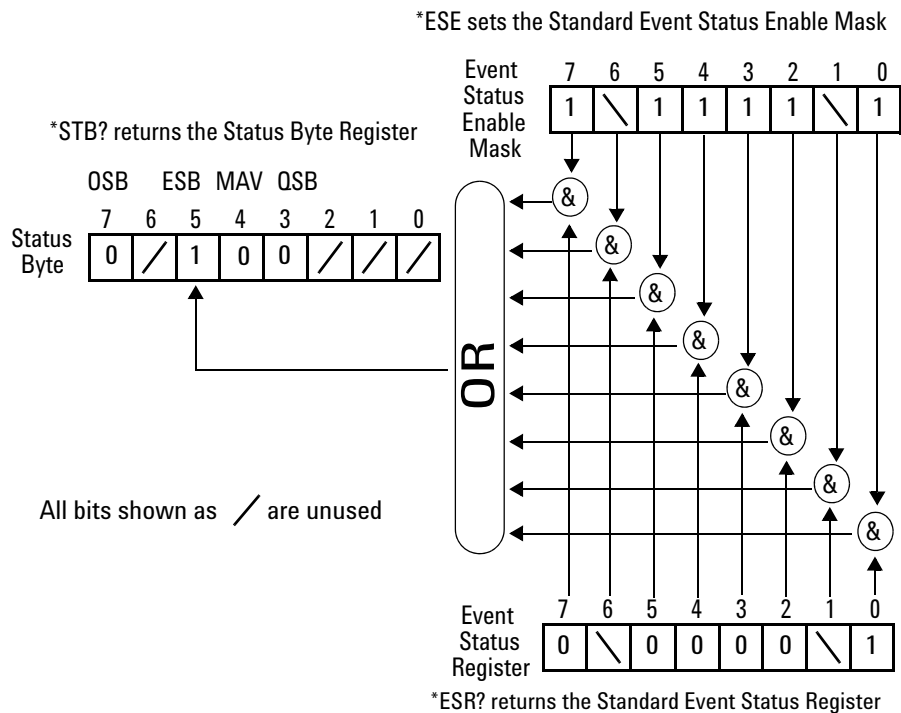 *ESE sets the Standard Event Status Enable Mask
Event
Status
Enable
Mask
7 6 5 4 3 2 1 0
1 \ 1 1 1 1 \ 1
*STB? returns the Status Byte Register
OSB ESB MAV QSB
7 6 5 4 3 2 1 0
Status
Byte
0 / 1 0 0 / / /
&
&
&
&
&
&
&
&
OR
All bits shown as / are unused
7 6 5 4 3 2 1 0
Event
Status
Register
0 \ 0 0 0 0 \ 1
*ESR? returns the Standard Event Status Register